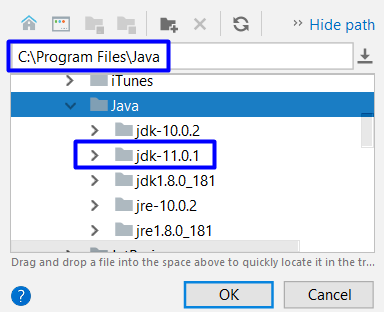 Hide path
C:\Program Files\Java
iTunes
Java
jdk-10.0.2
jdk-11.0.1
jdk1.8.0_181
jre-10.0.2
jre1.8.0_181
Drag and drop a file into the space above to quickly locate it in the tr...
?
OK
Cancel